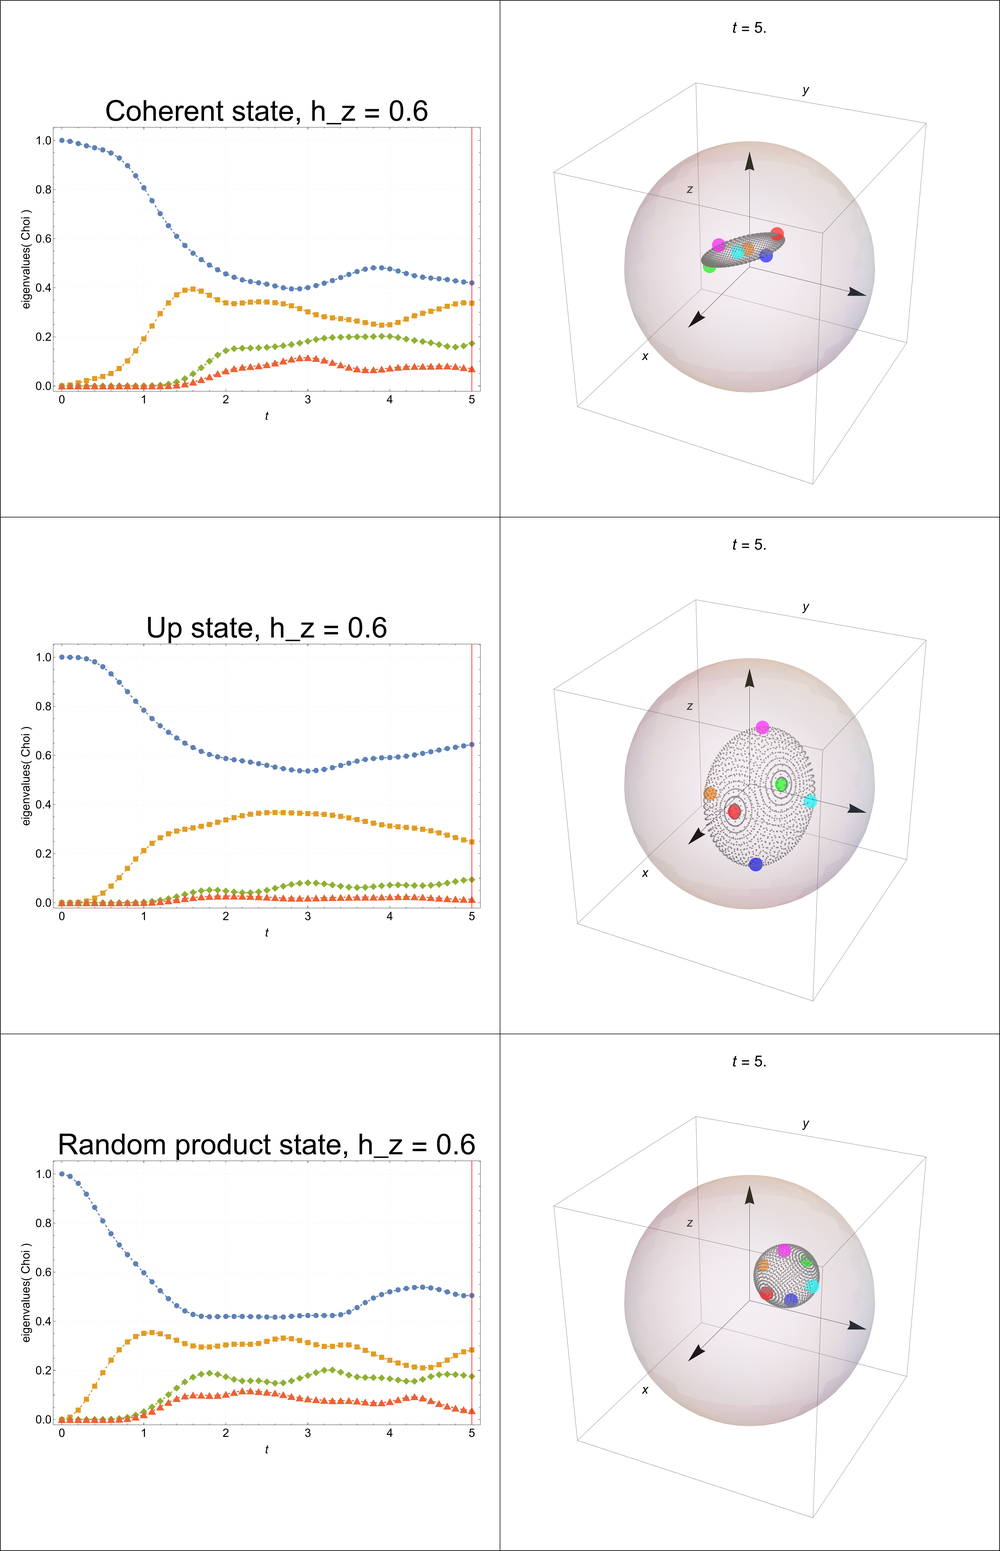 t = 5.
Coherent state, h_z = 0.6
1.0
0.8
0.6
0.4
0.2
0.0
eigenvalues( Choi )
0 1 2 3 4 5
t
y
z
x
t = 5.
Up state, h_z = 0.6
1.0
0.8
0.6
0.4
0.2
0.0
eigenvalues( Choi )
0 1 2 3 4 5
t
y
z
x
t = 5.
Random product state, h_z = 0.6
1.0
0.8
0.6
0.4
0.2
0.0
eigenvalues( Choi )
0 1 2 3 4 5
t
y
z
x